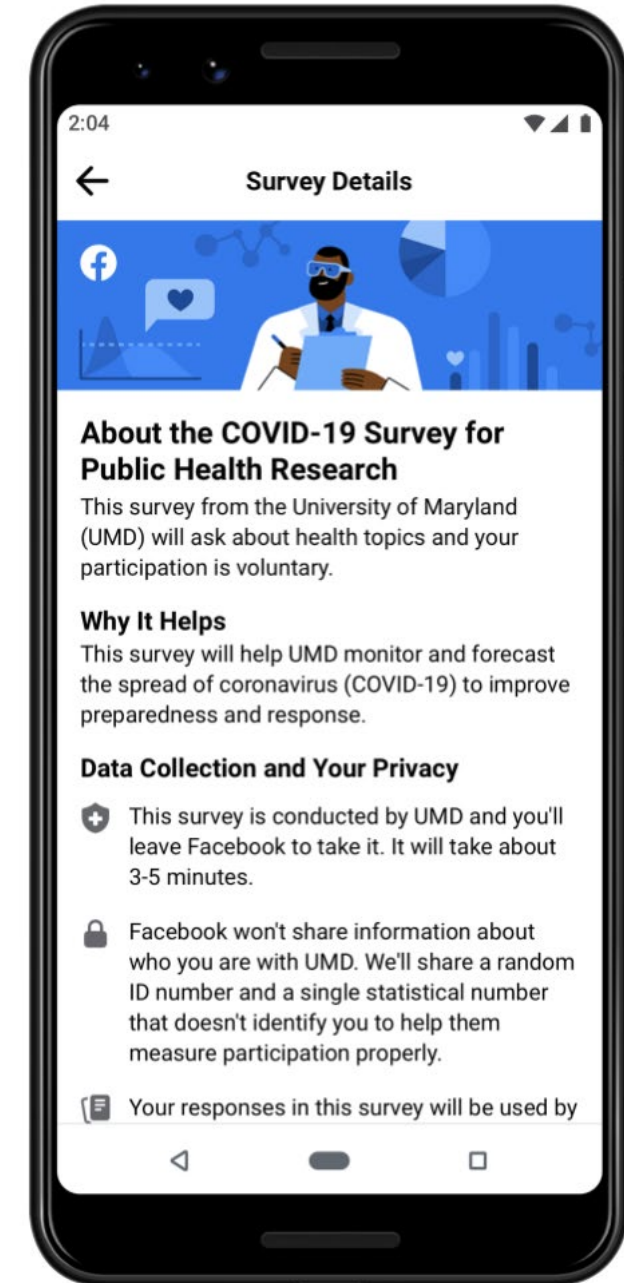 2:04
Survey Details
About the COVID-19 Survey for
Public Health Research
This survey from the University of Maryland
(UMD) will ask about health topics and your
participation is voluntary.
Why It Helps
This survey will help UMD monitor and forecast
the spread of coronavirus (COVID-19) to improve
preparedness and response.
Data Collection and Your Privacy
This survey is conducted by UMD and you'll
leave Facebook to take it. It will take about
3-5 minutes.
Facebook won't share information about
who you are with UMD. We'll share a random
ID number and a single statistical number
that doesn't identify you to help them
measure participation properly.
Your responses in this survey will be used by